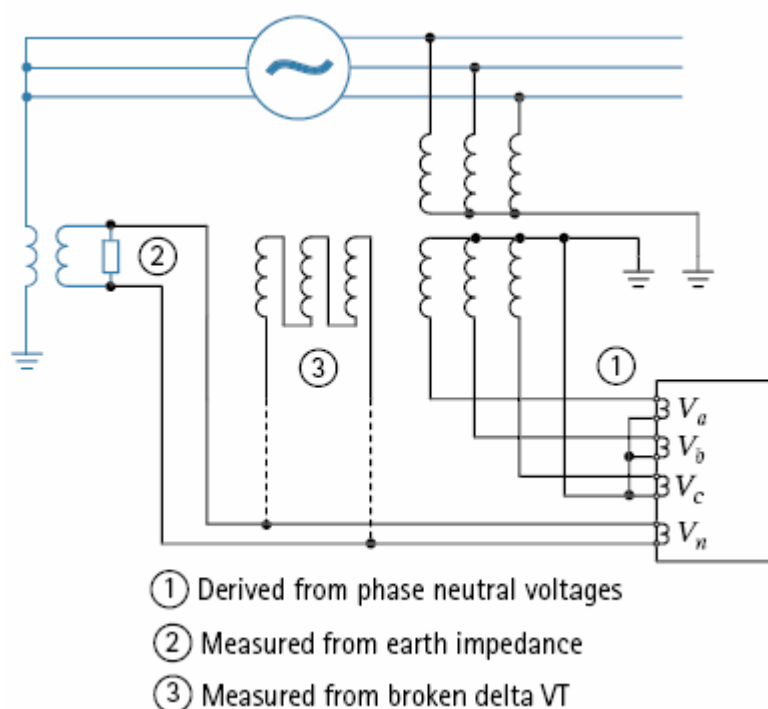 ②
③
①
Va
Vb
Vc
Vn
① Derived from phase neutral voltages
② Measured from earth impedance
③ Measured from broken delta VT